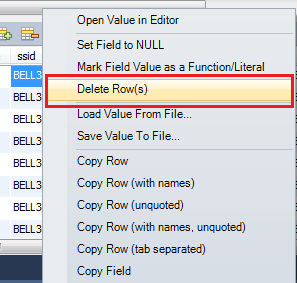 Open Value in Editor
ssid
Set Field to NULL
BELL3
Mark Field Value as a Function/Literal
BELL3
Delete Row(s)
BELL3
Load Value From File...
BELL3
Save Value To File...
BELL3
Copy Row
BELL3
Copy Row (with names)
BELL3
Copy Row (unquoted)
BELL3
Copy Row (with names, unquoted)
BELL3
Copy Row (tab separated)
Copy Field